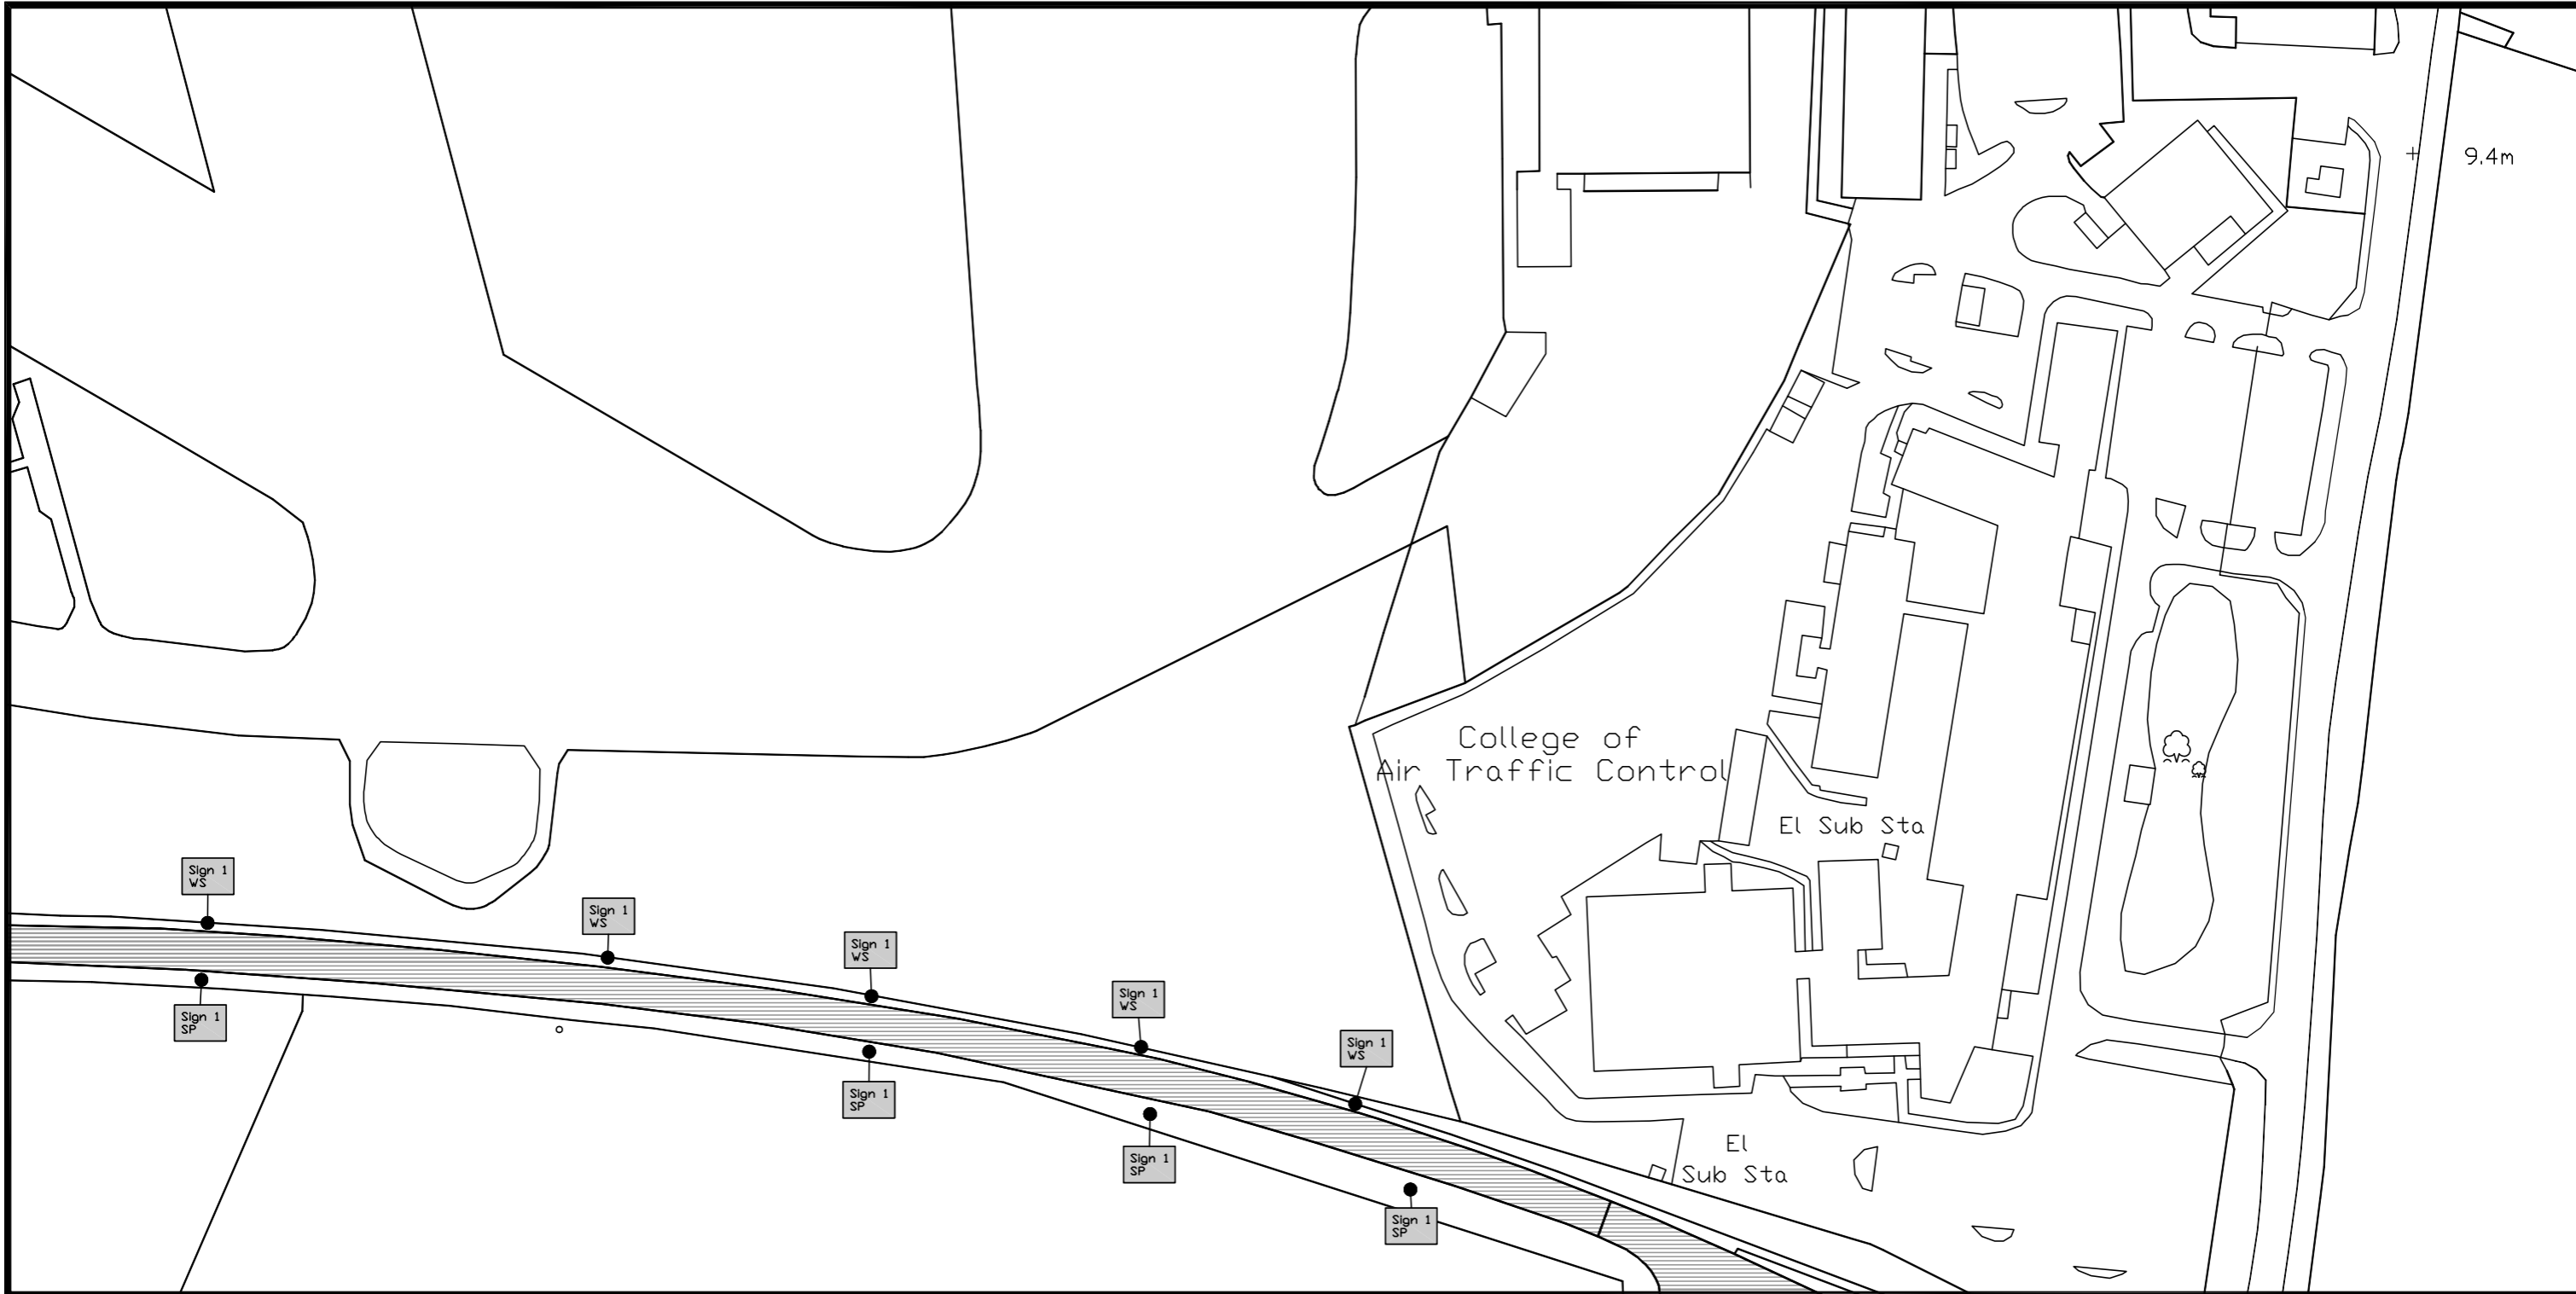 9.4m
College of
Air Traffic Control
El Sub Sta
Sign 1
WS
Sign 1
WS
Sign 1
WS
Sign 1
WS
Sign 1
WS
Sign 1
SP
Sign 1
SP
Sign 1
SP
Sign 1
SP
El
Sub Sta